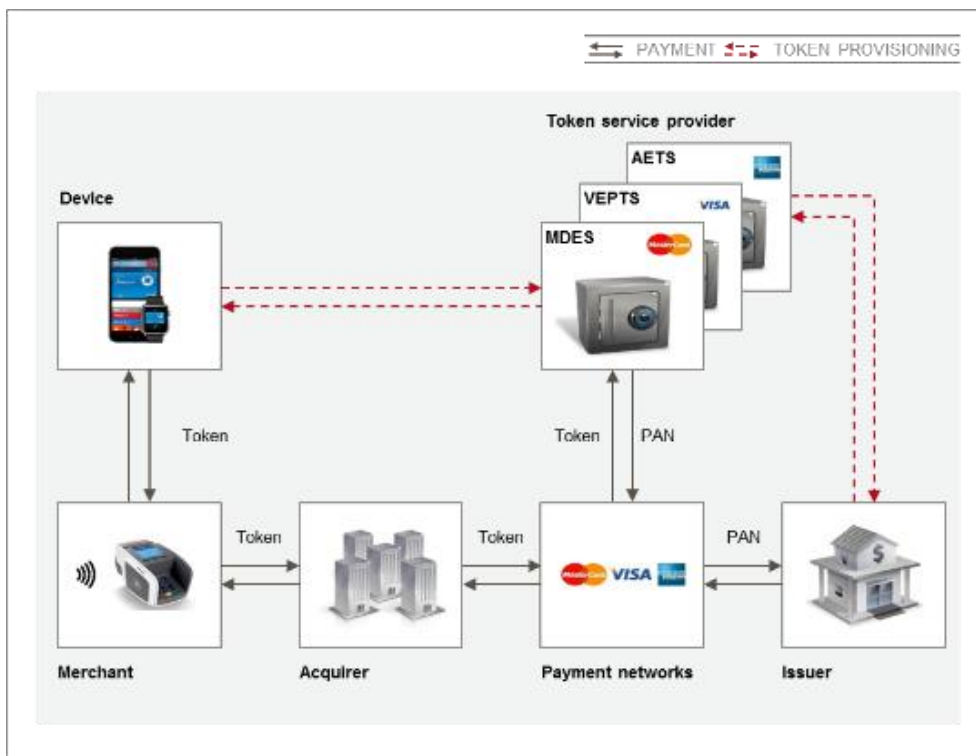 PAYMENT TOKEN PROVISIONING
Token service provider
AETS
Device
VEPTS
VISA
MDES
MasterCard
Token
Token PAN
Token Token PAN
MasterCard VISA
$
Merchant Acquirer Payment networks Issuer